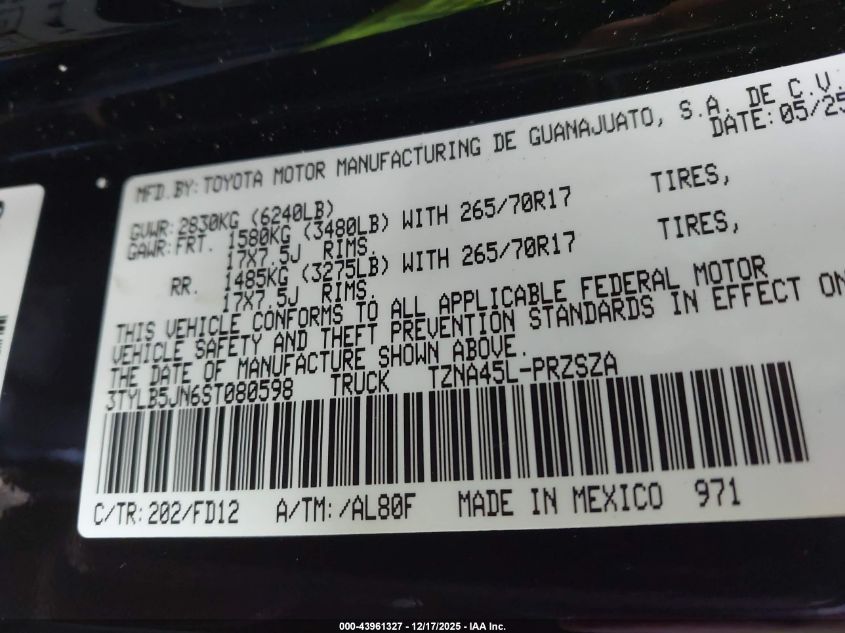 MFD.BY: TOYOTA MOTOR MANUFACTURING DE GUANAJUATO, S.A. DE C.V.
DATE: 05/25
GVWR: 2830KG (6240LB)
GAWR: FRT. 1580KG (3480LB) WITH 265/70R17 TIRES,
17X7.5J RIMS.
RR. 1485KG (3275LB) WITH 265/70R17 TIRES,
17X7.5J RIMS.
THIS VEHICLE CONFORMS TO ALL APPLICABLE FEDERAL MOTOR
VEHICLE SAFETY AND THEFT PREVENTION STANDARDS IN EFFECT ON
THE DATE OF MANUFACTURE SHOWN ABOVE.
3TYLB5JN6ST080598 TRUCK TZNA45L-PRZSZA
C/TR: 202/FD12 A/TM: /AL80F MADE IN MEXICO 971
000-43961327 - 12/17/2025 - IAA Inc.